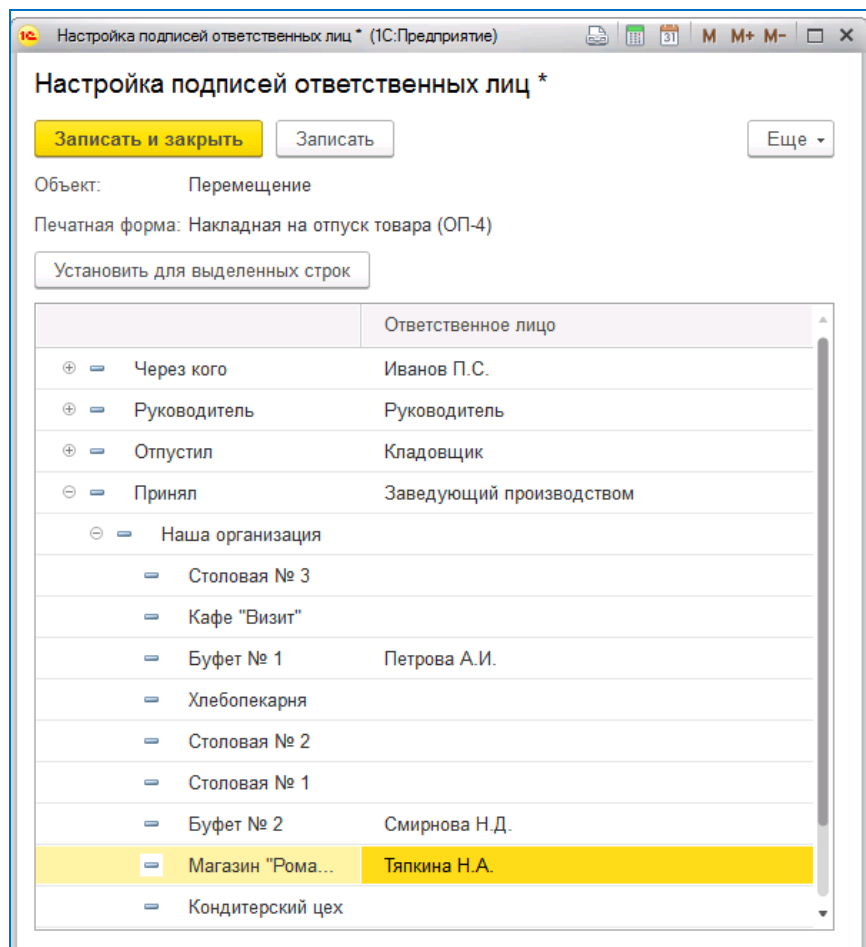 1С Настройка подписей ответственных лиц * (1С:Предприятие) 31 M M+ M-
Настройка подписей ответственных лиц *
Записать и закрыть Записать Еще
Объект: Перемещение
Печатная форма: Накладная на отпуск товара (ОП-4)
Установить для выделенных строк
Ответственное лицо
Через кого Иванов П.С.
Руководитель Руководитель
Отпустил Кладовщик
Принял Заведующий производством
Наша организация
Столовая № 3
Кафе "Визит"
Буфет № 1 Петрова А.И.
Хлебопекарня
Столовая № 2
Столовая № 1
Буфет № 2 Смирнова Н.Д.
Магазин "Рома... Тяпкина Н.А.
Кондитерский цех